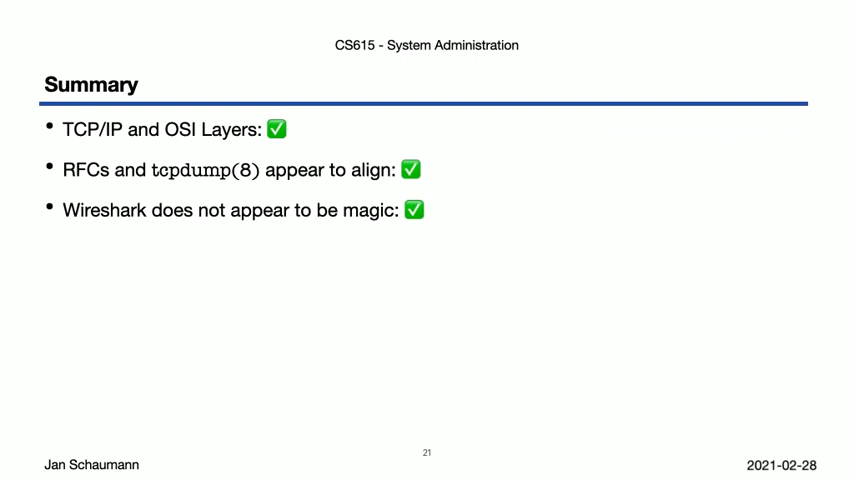 CS615 - System Administration
Summary
• TCP/IP and OSI Layers: ✅
• RFCs and tcpdump(8) appear to align: ✅
• Wireshark does not appear to be magic: ✅
21
Jan Schaumann
2021-02-28